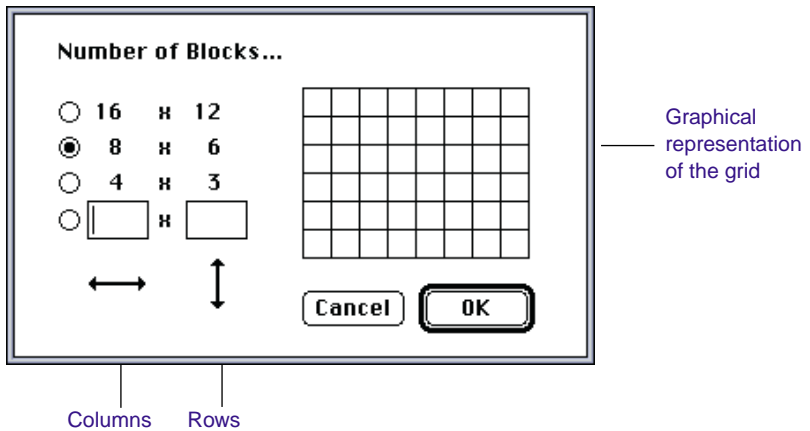 Number of Blocks...
16 x 12
8 x 6
4 x 3
x
Cancel
OK
Graphical
representation
of the grid
Columns
Rows